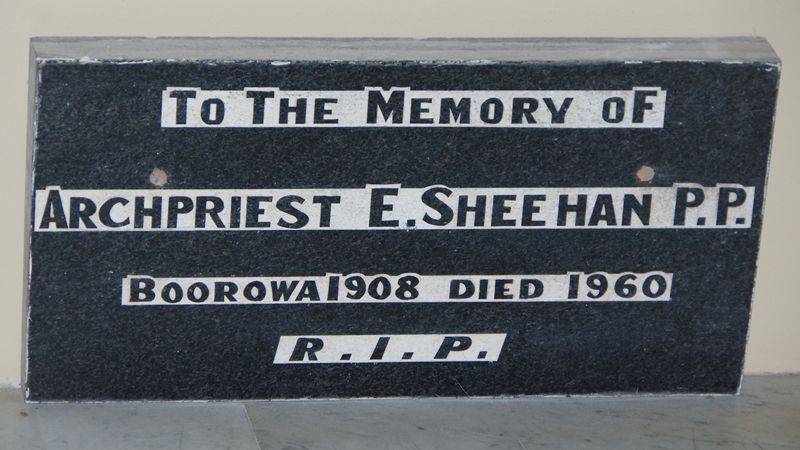 To The Memory of
Archpriest E. Sheehan P.P.
Boorowa 1908 Died 1960
R.I.P.